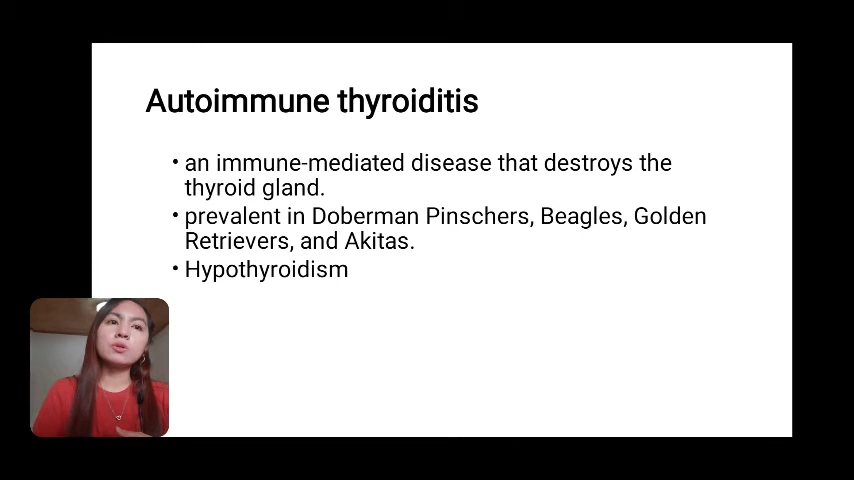 Autoimmune thyroiditis
• an immune-mediated disease that destroys the
thyroid gland.
• prevalent in Doberman Pinschers, Beagles, Golden
Retrievers, and Akitas.
• Hypothyroidism